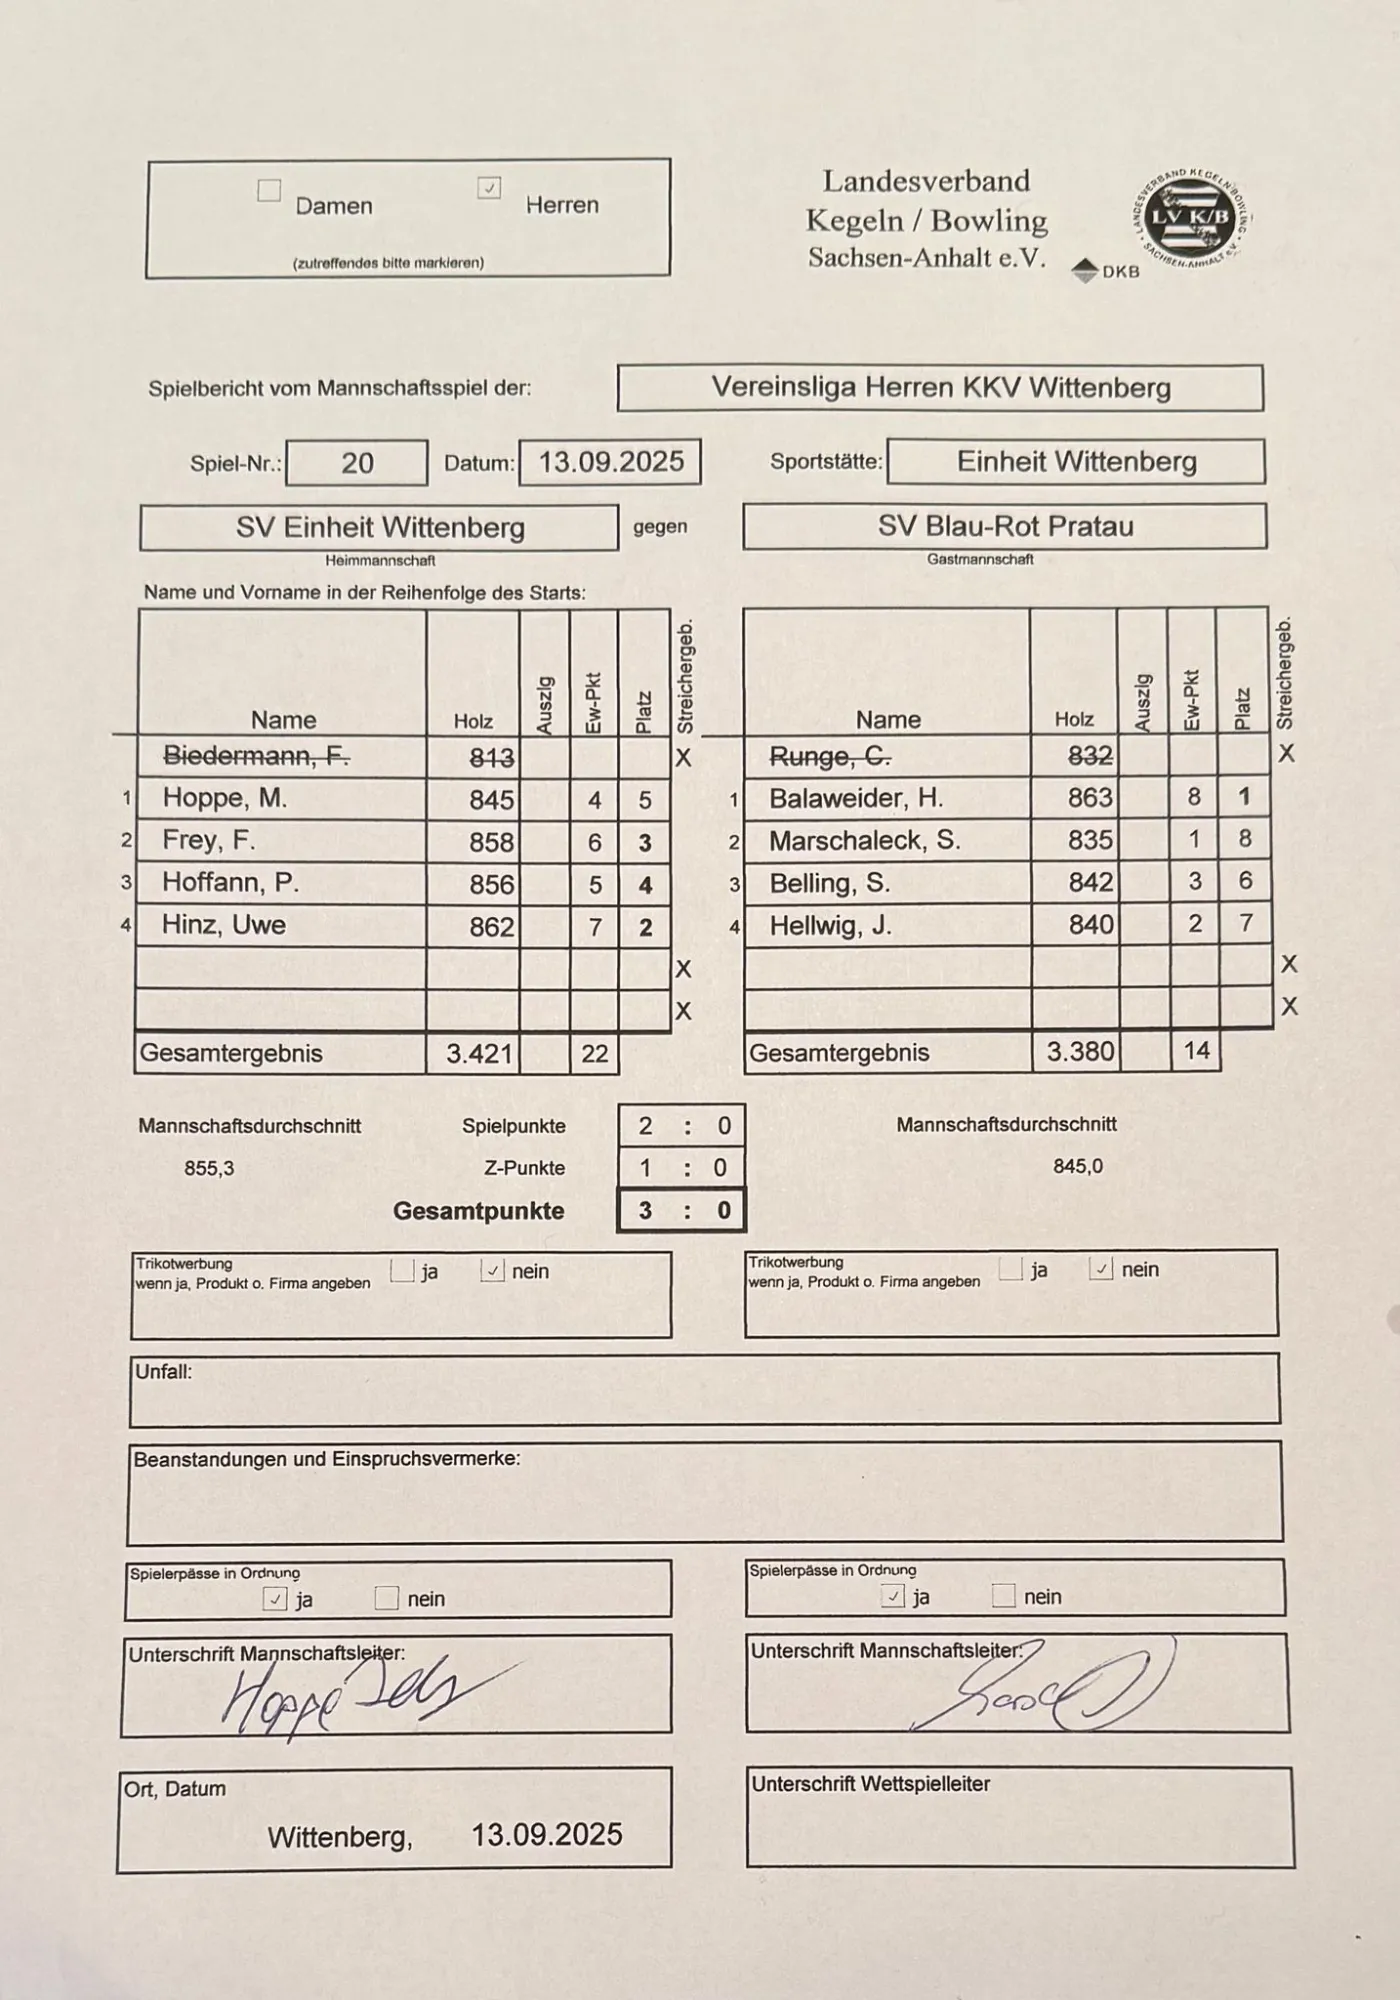 Damen ✓ Herren
(zutreffendes bitte markieren)
Landesverband
Kegeln / Bowling
Sachsen-Anhalt e.V.
DKB
LANDESVERBAND KEGELN/BOWLING · SACHSEN-ANHALT e.V. ·
LV K/B
Spielbericht vom Mannschaftsspiel der: Vereinsliga Herren KKV Wittenberg
Spiel-Nr.: 20 Datum: 13.09.2025 Sportstätte: Einheit Wittenberg
SV Einheit Wittenberg gegen SV Blau-Rot Pratau
Heimmannschaft Gastmannschaft
Name und Vorname in der Reihenfolge des Starts:
Name Holz Auszlg Ew-Pkt Platz Streichergeb. Name Holz Auszlg Ew-Pkt Platz Streichergeb.
Biedermann, F. 813 X Runge, C. 832 X
1 Hoppe, M. 845 4 5 1 Balaweider, H. 863 8 1
2 Frey, F. 858 6 3 2 Marschaleck, S. 835 1 8
3 Hoffann, P. 856 5 4 3 Belling, S. 842 3 6
4 Hinz, Uwe 862 7 2 4 Hellwig, J. 840 2 7
X X
X X
Gesamtergebnis 3.421 22 Gesamtergebnis 3.380 14
Mannschaftsdurchschnitt Spielpunkte 2 : 0 Mannschaftsdurchschnitt
855,3 Z-Punkte 1 : 0 845,0
Gesamtpunkte 3 : 0
Trikotwerbung ja ✓ nein Trikotwerbung ja ✓ nein
wenn ja, Produkt o. Firma angeben wenn ja, Produkt o. Firma angeben
Unfall:
Beanstandungen und Einspruchsvermerke:
Spielerpässe in Ordnung Spielerpässe in Ordnung
✓ ja nein ✓ ja nein
Unterschrift Mannschaftsleiter: Unterschrift Mannschaftsleiter:
Hoppe
Ort, Datum Unterschrift Wettspielleiter
Wittenberg, 13.09.2025